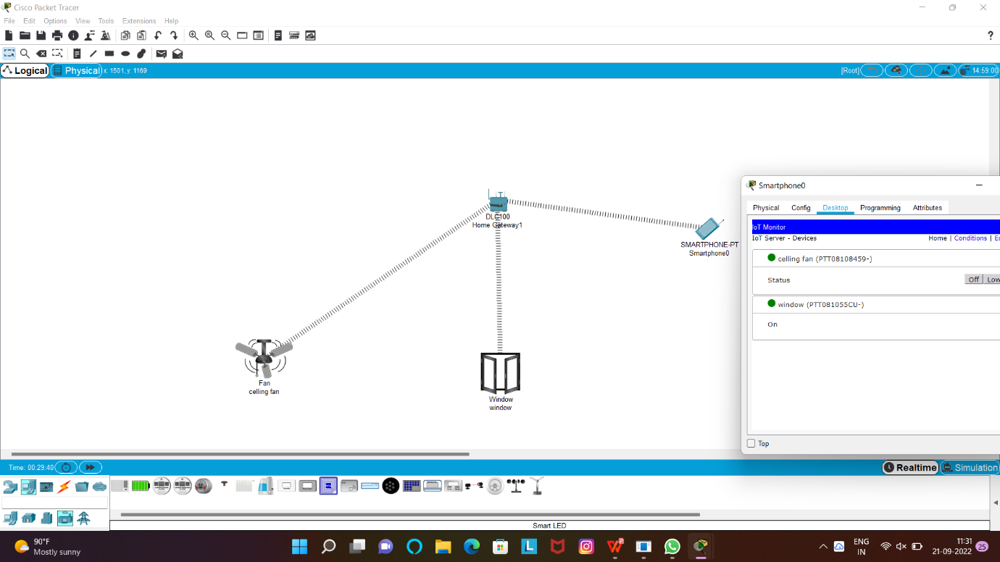 Cisco Packet Tracer
File Edit Options View Tools Extensions Help
?
Logical Physical x: 1501, y: 1169 [Root] 14:59:00
DLC100
Home Gateway1
SMARTPHONE-PT
Smartphone0
Fan
celling fan
Window
window
Smartphone0
Physical Config Desktop Programming Attributes
IoT Monitor
IoT Server - Devices Home | Conditions |
celling fan (PTT08108459-)
Status Off Low
window (PTT081055CU-)
On
Top
Time: 00:29:40 Realtime Simulation
Smart LED
90°F
Mostly sunny
ENG
IN
11:31
21-09-2022
25